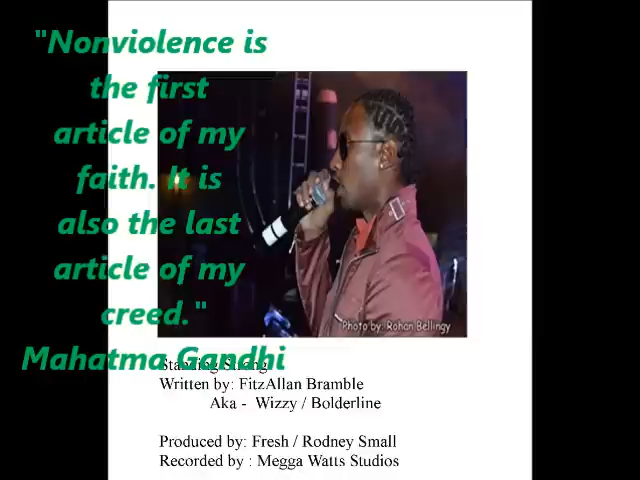 "Nonviolence is
the first
article of my
faith. It is
also the last
article of my
creed."
Mahatma Gandhi
Photo by: Rohan Bellingy
Standing Strong
Written by: FitzAllan Bramble
Aka - Wizzy / Bolderline
Produced by: Fresh / Rodney Small
Recorded by : Megga Watts Studios